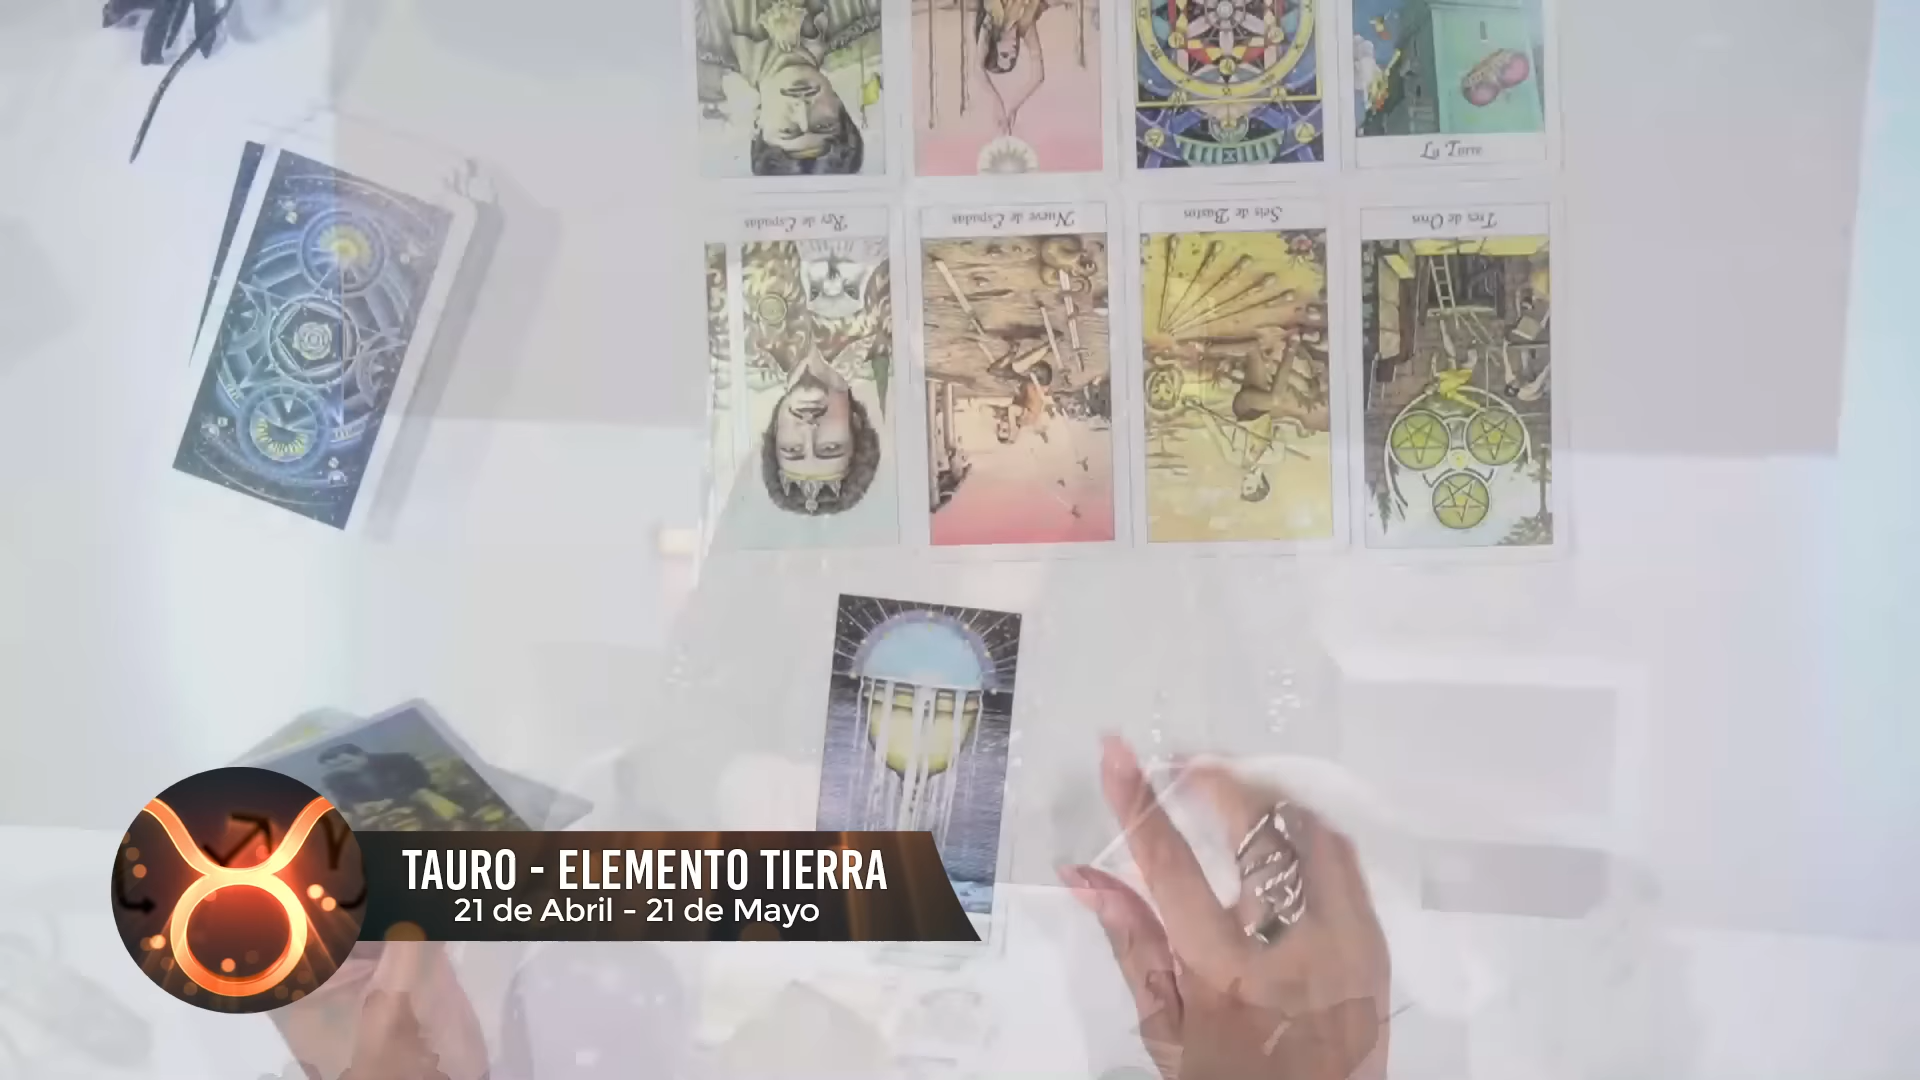 La Torre
Rey de Espadas
Nueve de Espadas
Seis de Bastos
Tres de Oros
TAURO - ELEMENTO TIERRA
21 de Abril - 21 de Mayo